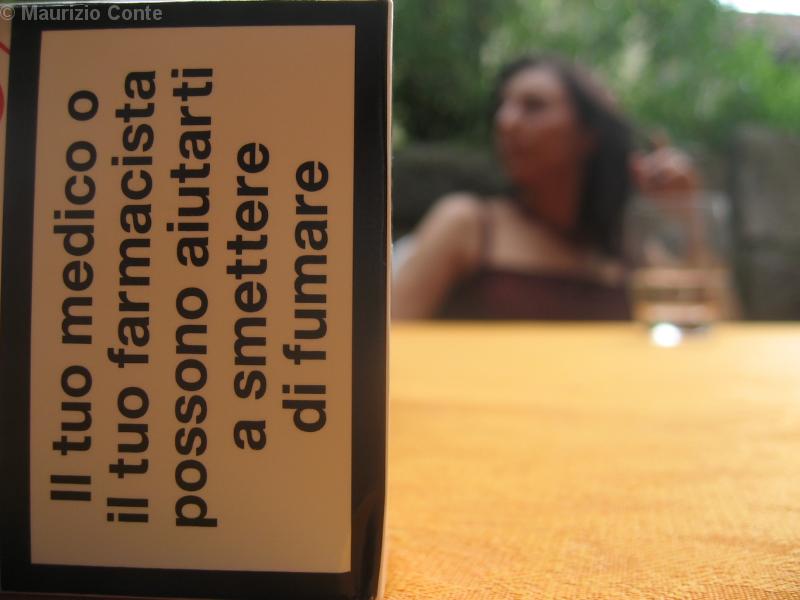 © Maurizio Conte
Il tuo medico o
il tuo farmacista
possono aiutarti
a smettere
di fumare